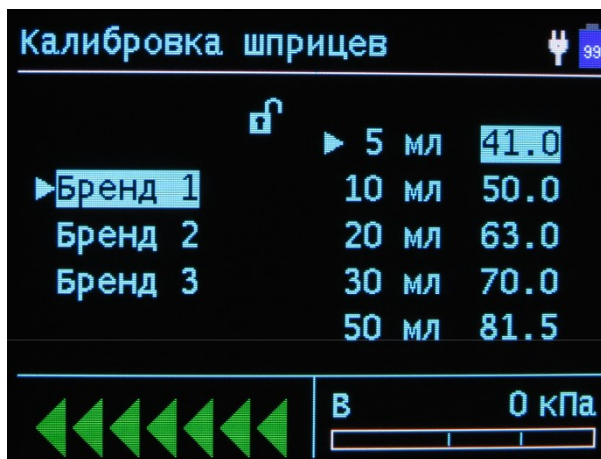 Калибровка шприцев 99
5 мл 41.0
Бренд 1 10 мл 50.0
Бренд 2 20 мл 63.0
Бренд 3 30 мл 70.0
50 мл 81.5
В 0 кПа